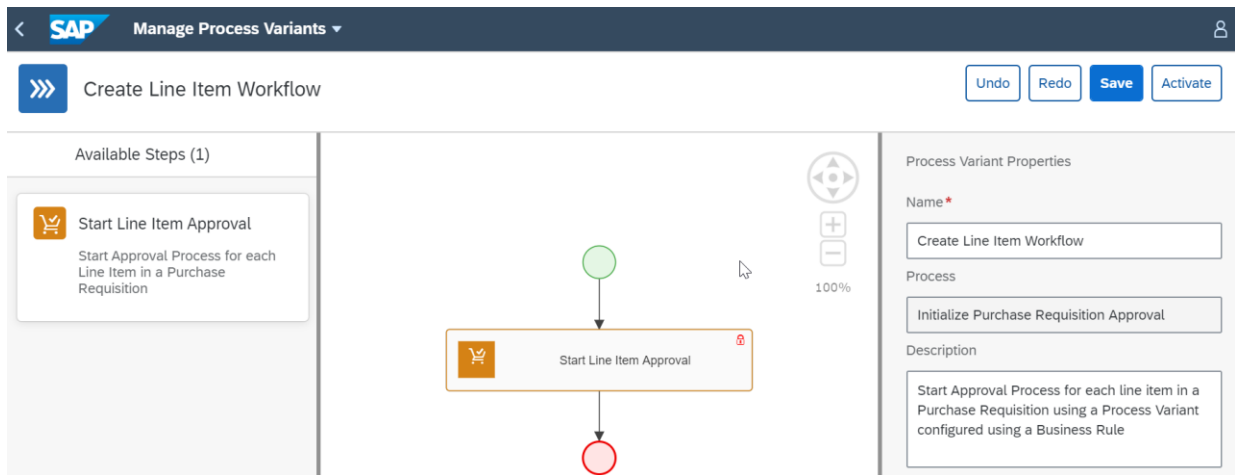 SAP
Manage Process Variants
Create Line Item Workflow
Undo
Redo
Save
Activate
Available Steps (1)
Start Line Item Approval
Start Approval Process for each
Line Item in a Purchase
Requisition
100%
Start Line Item Approval
Process Variant Properties
Name*
Create Line Item Workflow
Process
Initialize Purchase Requisition Approval
Description
Start Approval Process for each line item in a
Purchase Requisition using a Process Variant
configured using a Business Rule